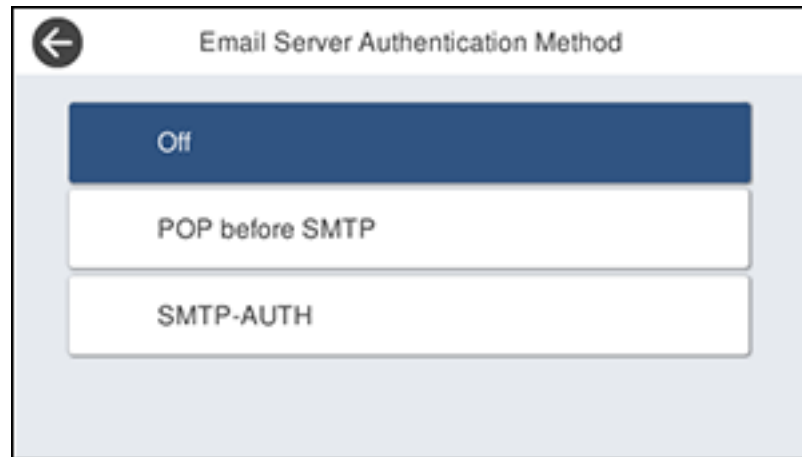 Email Server Authentication Method
Off
POP before SMTP
SMTP-AUTH